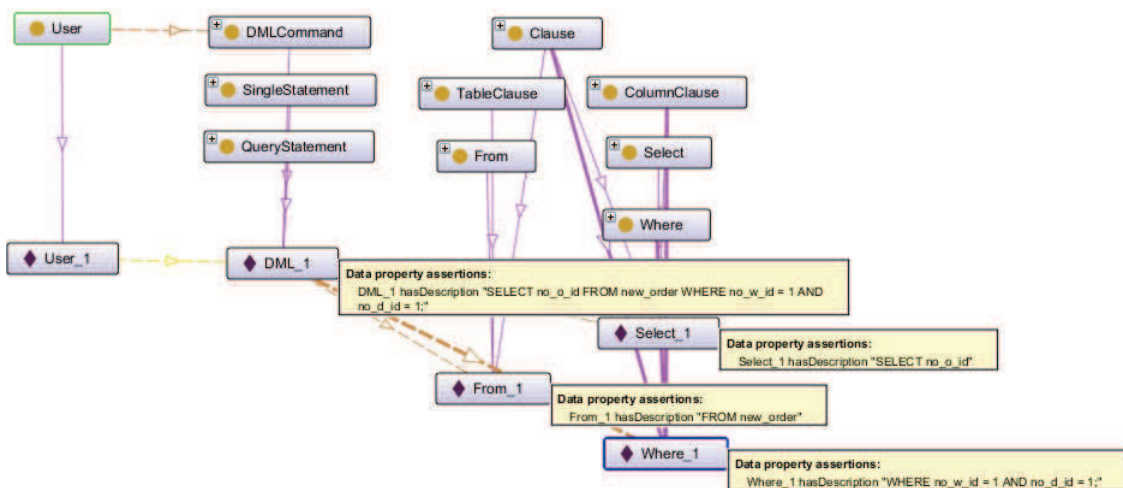 User
DMLCommand
Clause
SingleStatement
TableClause
ColumnClause
QueryStatement
From
Select
Where
User_1
DML_1
Data property assertions:
DML_1 hasDescription "SELECT no_o_id FROM new_order WHERE no_w_id = 1 AND
no_d_id = 1;"
Select_1
Data property assertions:
Select_1 hasDescription "SELECT no_o_id"
From_1
Data property assertions:
From_1 hasDescription "FROM new_order"
Where_1
Data property assertions:
Where_1 hasDescription "WHERE no_w_id = 1 AND no_d_id = 1;"